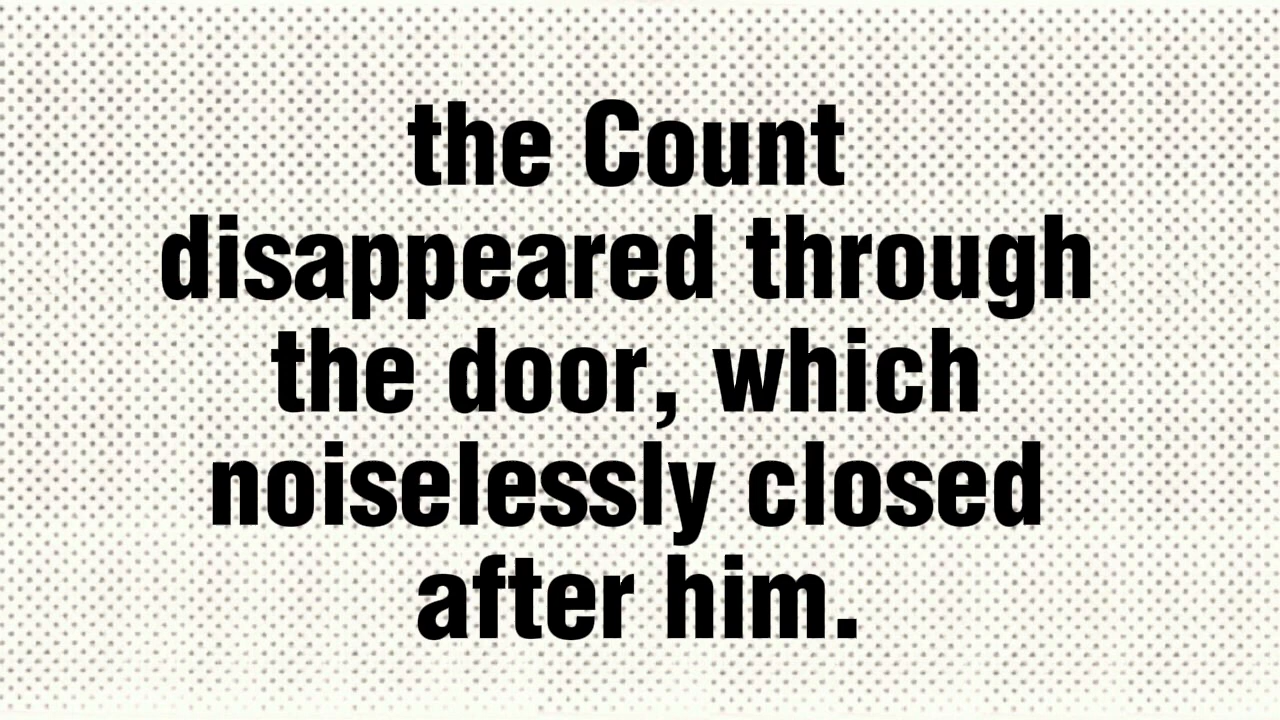 the Count
disappeared through
the door, which
noiselessly closed
after him.